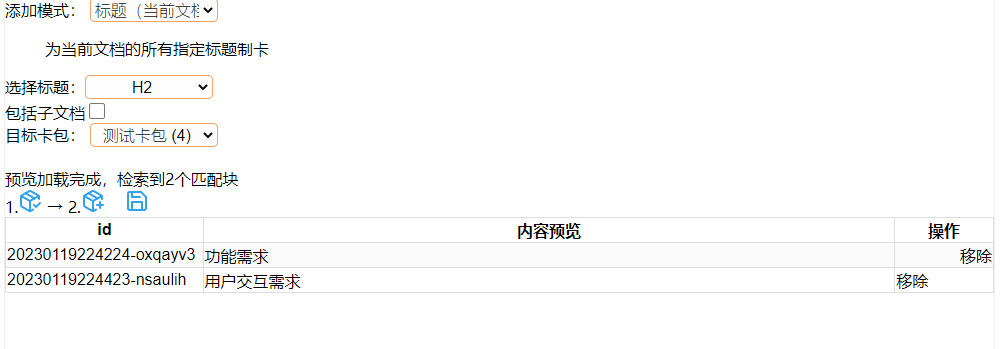 添加模式： 标题（当前文档
为当前文档的所有指定标题制卡
选择标题： H2
包括子文档
目标卡包： 测试卡包 (4)
预览加载完成，检索到2个匹配块
1. → 2.
id 内容预览 操作
20230119224224-oxqayv3 功能需求 移除
20230119224423-nsaulih 用户交互需求 移除